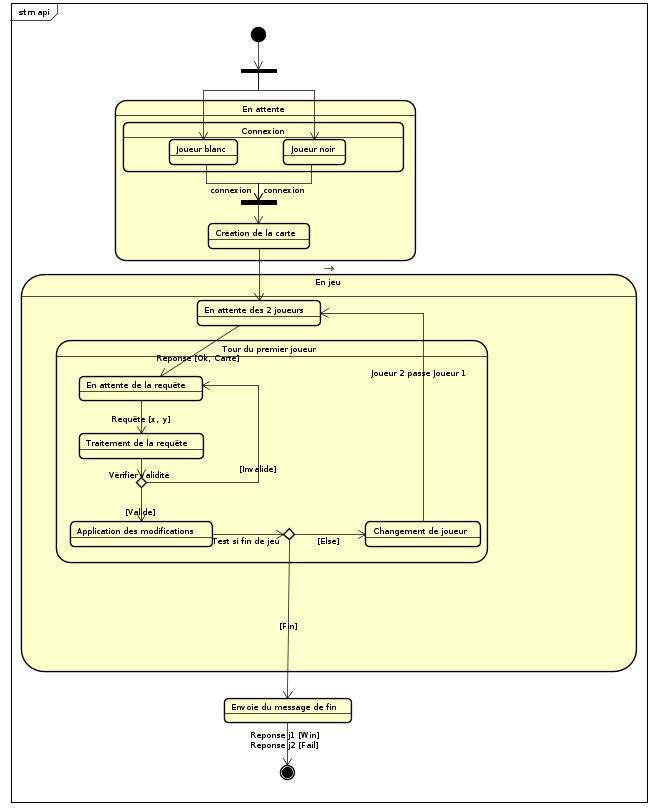 stm api
En attente
Connexion
Joueur blanc
Joueur noir
connexion
connexion
Création de la carte
En jeu
En attente des 2 joueurs
Tour du premier joueur
Reponse [Ok, Carte]
Joueur 2 passe Joueur 1
En attente de la requête
Requête [x, y]
Traitement de la requête
Vérifier validité
[Invalide]
[Valide]
Application des modifications
Test si fin de jeu
[Else]
Changement de joueur
[Fin]
Envoie du message de fin
Reponse j1 [Win]
Reponse j2 [Fail]